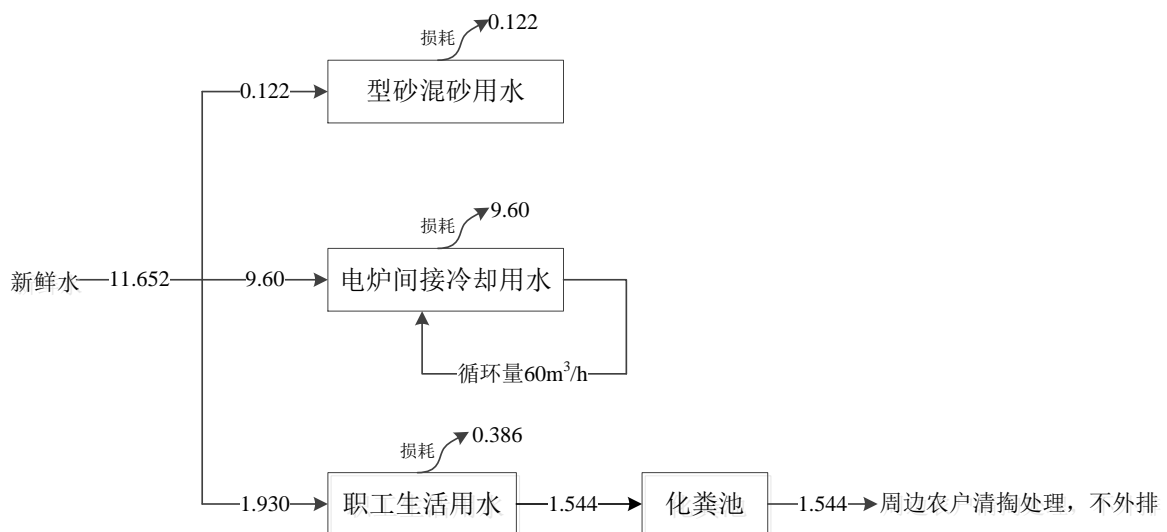 损耗 0.122
0.122 型砂混砂用水
损耗 9.60
新鲜水 11.652 9.60 电炉间接冷却用水
循环量60m³/h
损耗 0.386
1.930 职工生活用水 1.544 化粪池 1.544 周边农户清掏处理，不外排